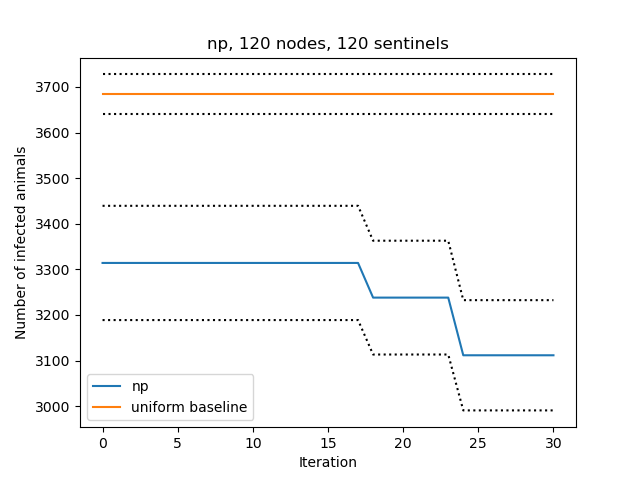 np, 120 nodes, 120 sentinels
3700
3600
3500
3400
3300
3200
3100
3000
Number of infected animals
np
uniform baseline
0 5 10 15 20 25 30
Iteration